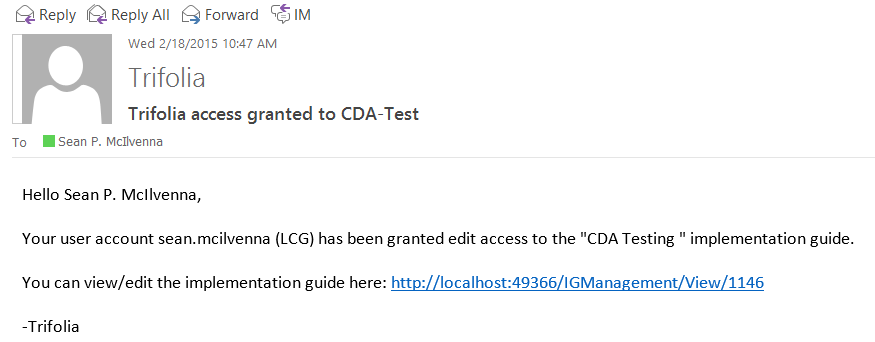 Reply Reply All Forward IM
Wed 2/18/2015 10:47 AM
Trifolia
Trifolia access granted to CDA-Test
To Sean P. McIlvenna
Hello Sean P. McIlvenna,
Your user account sean.mcilvenna (LCG) has been granted edit access to the "CDA Testing " implementation guide.
You can view/edit the implementation guide here: http://localhost:49366/IGManagement/View/1146
-Trifolia